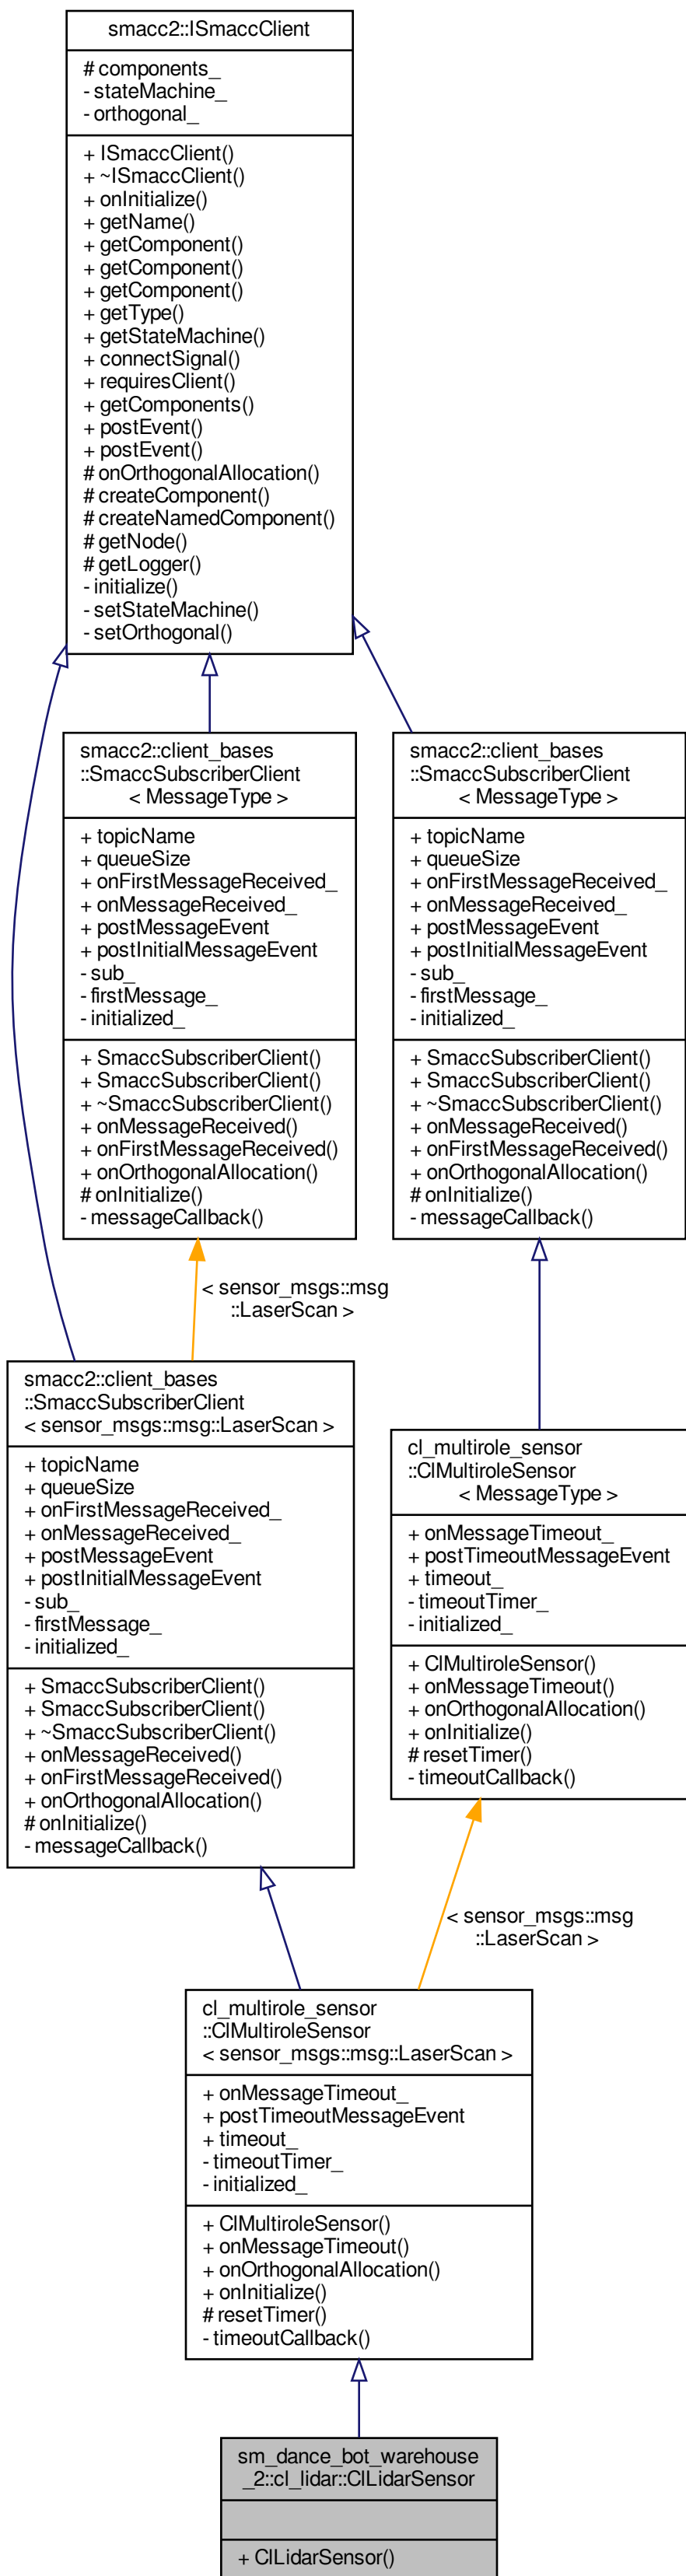 smacc2::ISmaccClient
# components_
- stateMachine_
- orthogonal_
+ ISmaccClient()
+ ~ISmaccClient()
+ onInitialize()
+ getName()
+ getComponent()
+ getComponent()
+ getComponent()
+ getType()
+ getStateMachine()
+ connectSignal()
+ requiresClient()
+ getComponents()
+ postEvent()
+ postEvent()
# onOrthogonalAllocation()
# createComponent()
# createNamedComponent()
# getNode()
# getLogger()
- initialize()
- setStateMachine()
- setOrthogonal()
smacc2::client_bases
::SmaccSubscriberClient
< MessageType >
+ topicName
+ queueSize
+ onFirstMessageReceived_
+ onMessageReceived_
+ postMessageEvent
+ postInitialMessageEvent
- sub_
- firstMessage_
- initialized_
+ SmaccSubscriberClient()
+ SmaccSubscriberClient()
+ ~SmaccSubscriberClient()
+ onMessageReceived()
+ onFirstMessageReceived()
+ onOrthogonalAllocation()
# onInitialize()
- messageCallback()
smacc2::client_bases
::SmaccSubscriberClient
< MessageType >
+ topicName
+ queueSize
+ onFirstMessageReceived_
+ onMessageReceived_
+ postMessageEvent
+ postInitialMessageEvent
- sub_
- firstMessage_
- initialized_
+ SmaccSubscriberClient()
+ SmaccSubscriberClient()
+ ~SmaccSubscriberClient()
+ onMessageReceived()
+ onFirstMessageReceived()
+ onOrthogonalAllocation()
# onInitialize()
- messageCallback()
< sensor_msgs::msg
::LaserScan >
smacc2::client_bases
::SmaccSubscriberClient
< sensor_msgs::msg::LaserScan >
+ topicName
+ queueSize
+ onFirstMessageReceived_
+ onMessageReceived_
+ postMessageEvent
+ postInitialMessageEvent
- sub_
- firstMessage_
- initialized_
+ SmaccSubscriberClient()
+ SmaccSubscriberClient()
+ ~SmaccSubscriberClient()
+ onMessageReceived()
+ onFirstMessageReceived()
+ onOrthogonalAllocation()
# onInitialize()
- messageCallback()
cl_multirole_sensor
::ClMultiroleSensor
< MessageType >
+ onMessageTimeout_
+ postTimeoutMessageEvent
+ timeout_
- timeoutTimer_
- initialized_
+ ClMultiroleSensor()
+ onMessageTimeout()
+ onOrthogonalAllocation()
+ onInitialize()
# resetTimer()
- timeoutCallback()
< sensor_msgs::msg
::LaserScan >
cl_multirole_sensor
::ClMultiroleSensor
< sensor_msgs::msg::LaserScan >
+ onMessageTimeout_
+ postTimeoutMessageEvent
+ timeout_
- timeoutTimer_
- initialized_
+ ClMultiroleSensor()
+ onMessageTimeout()
+ onOrthogonalAllocation()
+ onInitialize()
# resetTimer()
- timeoutCallback()
sm_dance_bot_warehouse
_2::cl_lidar::ClLidarSensor
+ ClLidarSensor()